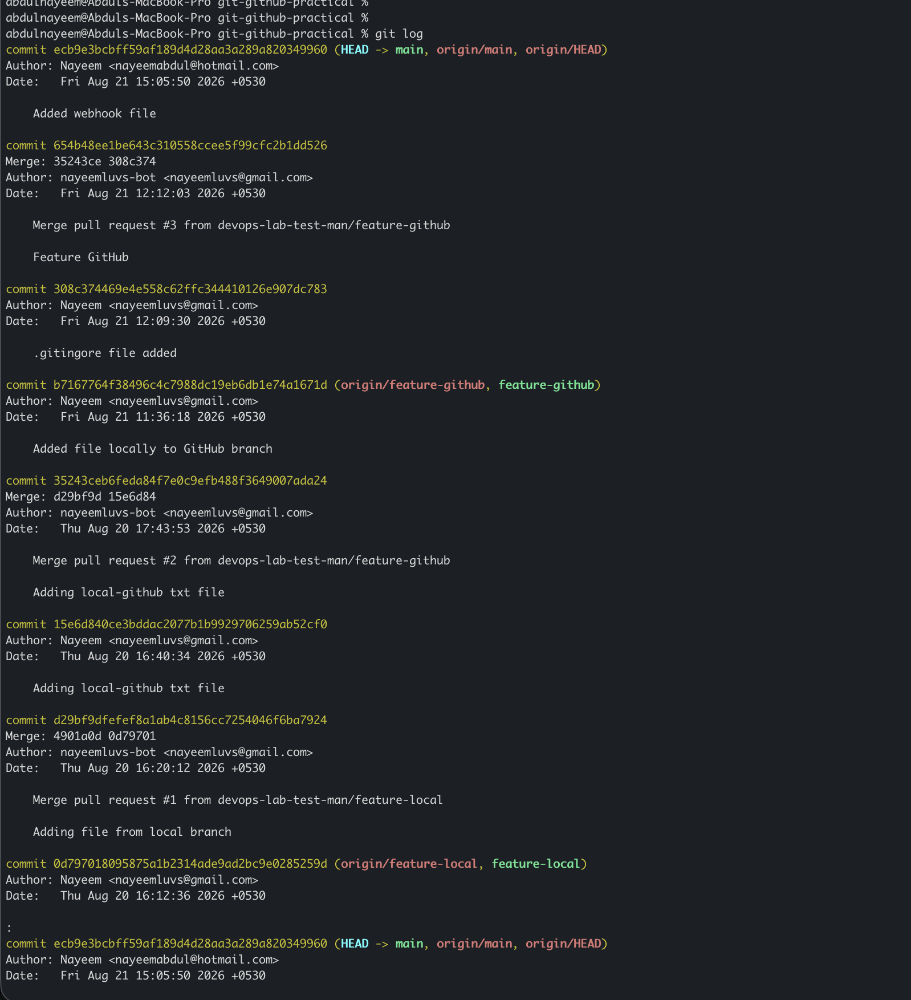 abdulnayeem@Abduls-MacBook-Pro git-github-practical %
abdulnayeem@Abduls-MacBook-Pro git-github-practical %
abdulnayeem@Abduls-MacBook-Pro git-github-practical % git log
commit ecb9e3bcbff59af189d4d28aa3a289a820349960 (HEAD -> main, origin/main, origin/HEAD)
Author: Nayeem <nayeemabdul@hotmail.com>
Date:   Fri Aug 21 15:05:50 2026 +0530
    Added webhook file
commit 654b48ee1be643c310558ccee5f99cfc2b1dd526
Merge: 35243ce 308c374
Author: nayeemluvs-bot <nayeemluvs@gmail.com>
Date:   Fri Aug 21 12:12:03 2026 +0530
    Merge pull request #3 from devops-lab-test-man/feature-github
    Feature GitHub
commit 308c374469e4e558c62ffc344410126e907dc783
Author: Nayeem <nayeemluvs@gmail.com>
Date:   Fri Aug 21 12:09:30 2026 +0530
    .gitingore file added
commit b7167764f38496c4c7988dc19eb6db1e74a1671d (origin/feature-github, feature-github)
Author: Nayeem <nayeemluvs@gmail.com>
Date:   Fri Aug 21 11:36:18 2026 +0530
    Added file locally to GitHub branch
commit 35243ceb6feda84f7e0c9efb488f3649007ada24
Merge: d29bf9d 15e6d84
Author: nayeemluvs-bot <nayeemluvs@gmail.com>
Date:   Thu Aug 20 17:43:53 2026 +0530
    Merge pull request #2 from devops-lab-test-man/feature-github
    Adding local-github txt file
commit 15e6d840ce3bddac2077b1b9929706259ab52cf0
Author: Nayeem <nayeemluvs@gmail.com>
Date:   Thu Aug 20 16:40:34 2026 +0530
    Adding local-github txt file
commit d29bf9dfefef8a1ab4c8156cc7254046f6ba7924
Merge: 4901a0d 0d79701
Author: nayeemluvs-bot <nayeemluvs@gmail.com>
Date:   Thu Aug 20 16:20:12 2026 +0530
    Merge pull request #1 from devops-lab-test-man/feature-local
    Adding file from local branch
commit 0d797018095875a1b2314ade9ad2bc9e0285259d (origin/feature-local, feature-local)
Author: Nayeem <nayeemluvs@gmail.com>
Date:   Thu Aug 20 16:12:36 2026 +0530
:
commit ecb9e3bcbff59af189d4d28aa3a289a820349960 (HEAD -> main, origin/main, origin/HEAD)
Author: Nayeem <nayeemabdul@hotmail.com>
Date:   Fri Aug 21 15:05:50 2026 +0530